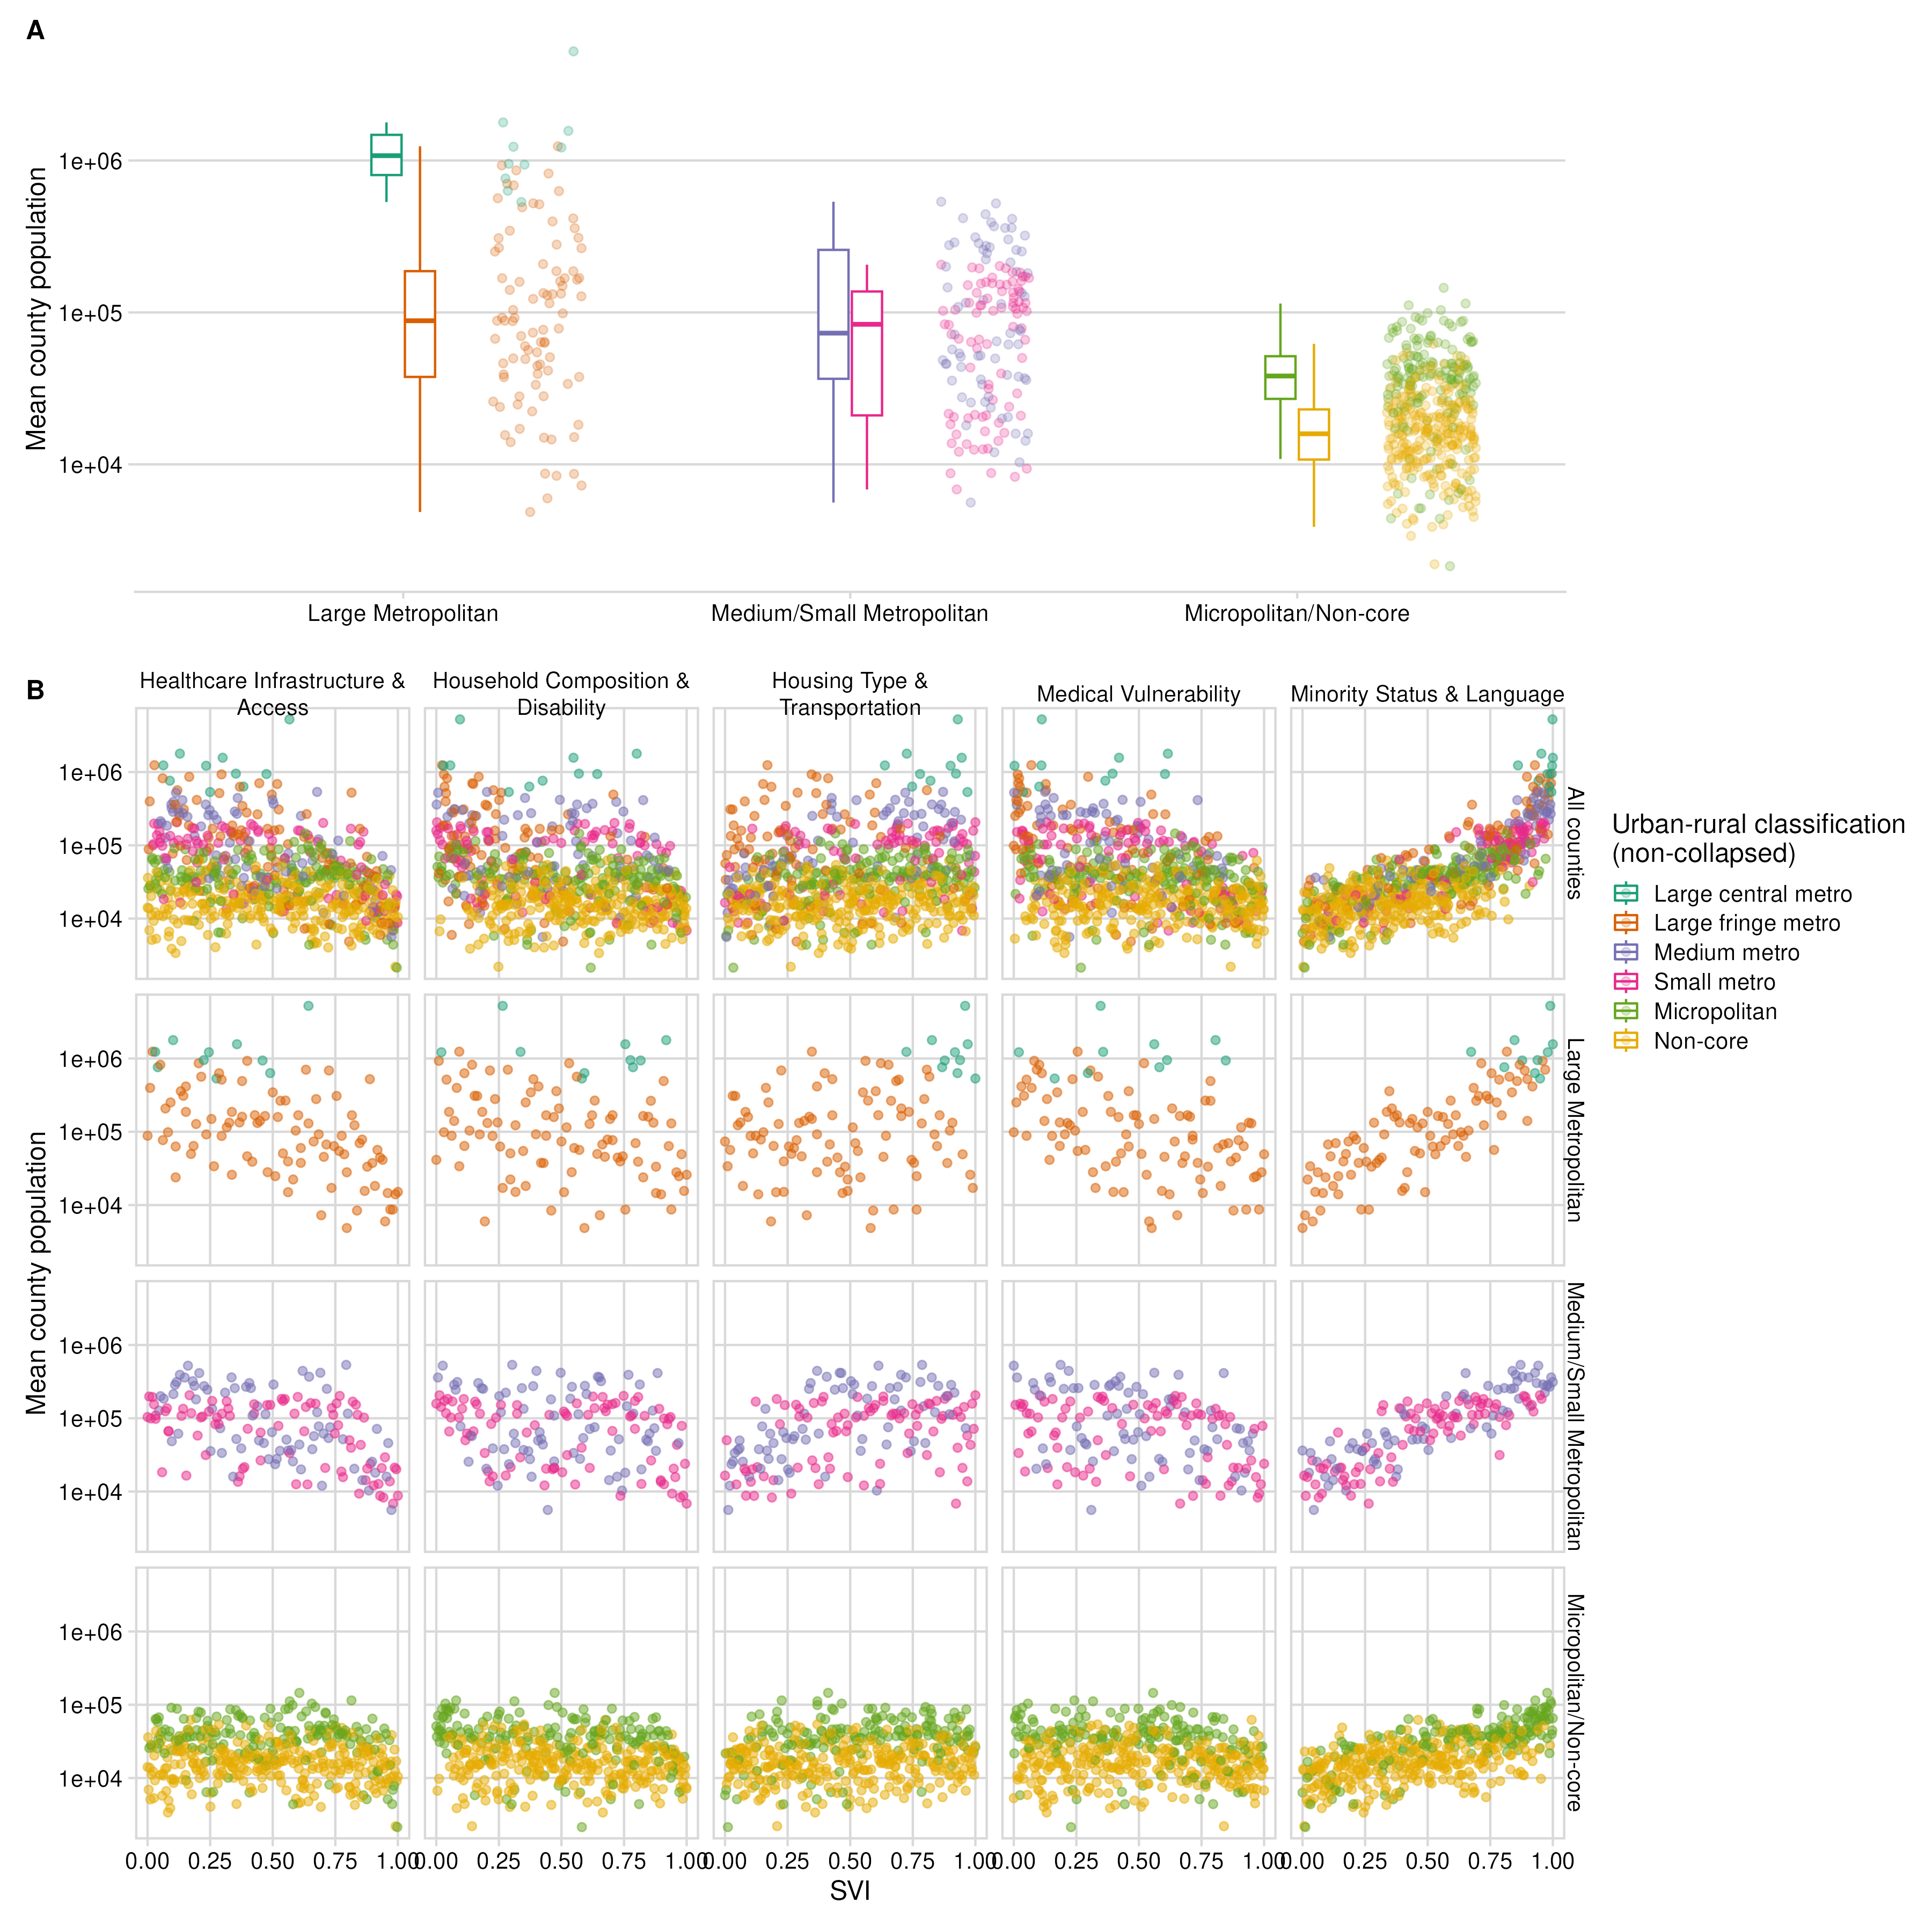 A
Mean county population
1e+06
1e+05
1e+04
Large Metropolitan
Medium/Small Metropolitan
Micropolitan/Non-core
B
Healthcare Infrastructure &
Access
Household Composition &
Disability
Housing Type &
Transportation
Medical Vulnerability
Minority Status & Language
Mean county population
1e+06
1e+05
1e+04
All counties
1e+06
1e+05
1e+04
Large Metropolitan
1e+06
1e+05
1e+04
Medium/Small Metropolitan
1e+06
1e+05
1e+04
Micropolitan/Non-core
0.00 0.25 0.50 0.75 1.00
0.00 0.25 0.50 0.75 1.00
0.00 0.25 0.50 0.75 1.00
0.00 0.25 0.50 0.75 1.00
0.00 0.25 0.50 0.75 1.00
SVI
Urban-rural classification
(non-collapsed)
Large central metro
Large fringe metro
Medium metro
Small metro
Micropolitan
Non-core